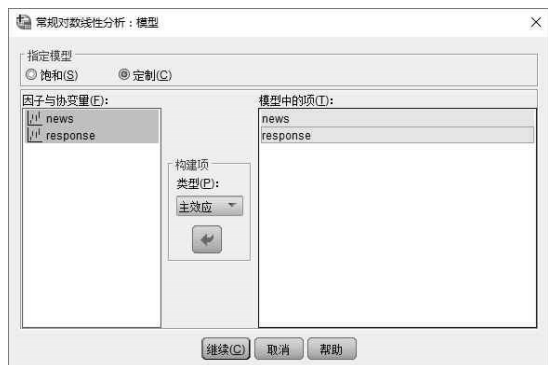 常规对数线性分析：模型
指定模型
饱和(S) 定制(C)
因子与协变量(F):
news
response
构建项
类型(P):
主效应
模型中的项(T):
news
response
继续(C) 取消 帮助